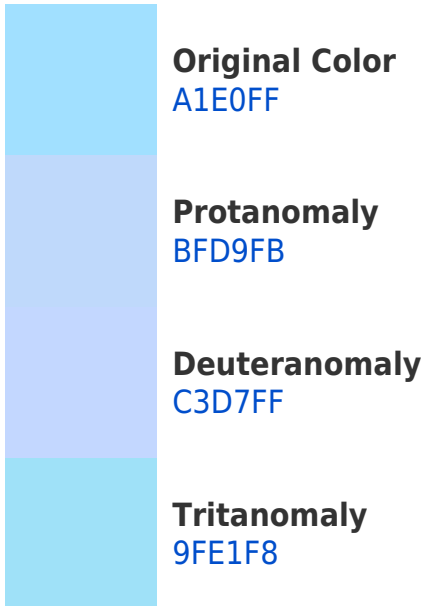 Original Color
A1E0FF
Protanomaly
BFD9FB
Deuteranomaly
C3D7FF
Tritanomaly
9FE1F8